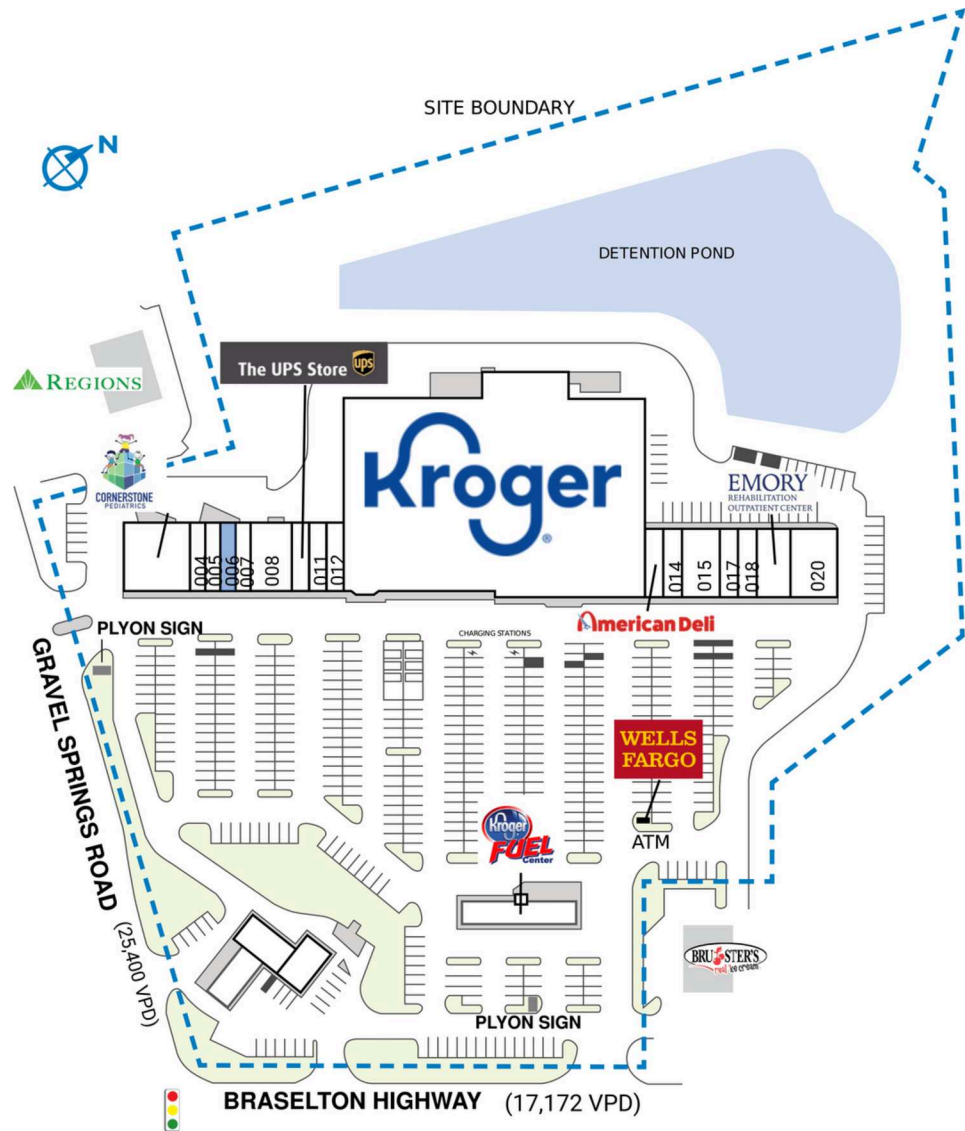 SITE BOUNDARY
N
DETENTION POND
The UPS Store
ups
REGIONS
CORNERSTONE
PEDIATRICS
Kroger
EMORY
REHABILITATION
OUTPATIENT CENTER
004
005
006
007
008
011
012
014
015
017
018
020
American Deli
PLYON SIGN
CHARGING STATIONS
GRAVEL SPRINGS ROAD
(25,400 VPD)
WELLS
FARGO
ATM
Kroger
FUEL
Center
BRUSTER'S
real ice cream
PLYON SIGN
BRASELTON HIGHWAY (17,172 VPD)